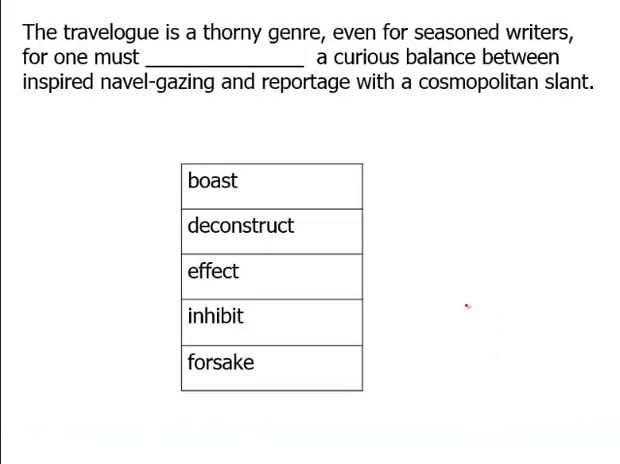 The travelogue is a thorny genre, even for seasoned writers,
for one must _______________ a curious balance between
inspired navel-gazing and reportage with a cosmopolitan slant.
boast
deconstruct
effect
inhibit
forsake